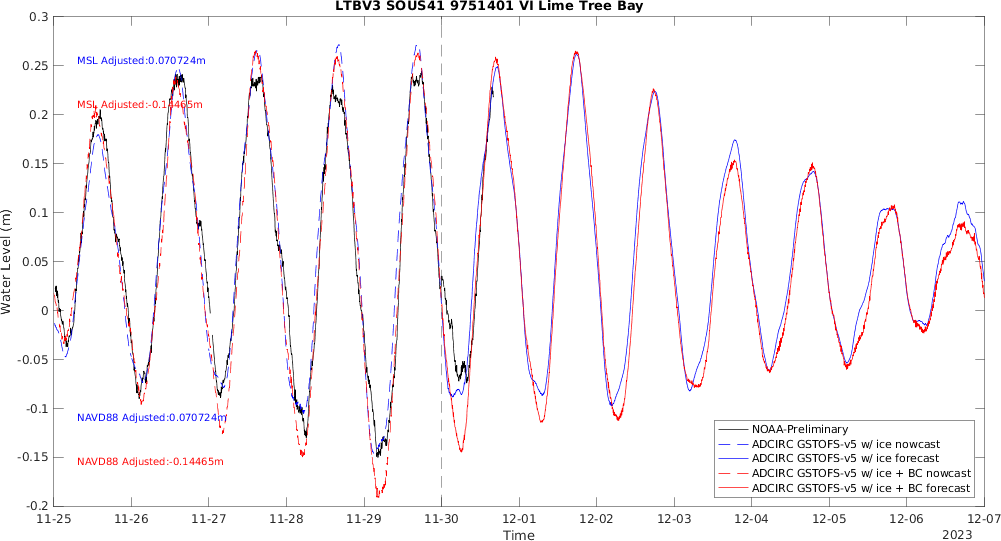 LTBV3 SOUS41 9751401 VI Lime Tree Bay
0.3
0.25
0.2
0.15
0.1
0.05
0
-0.05
-0.1
-0.15
-0.2
Water Level (m)
MSL Adjusted:0.070724m
MSL Adjusted:-0.14465m
NAVD88 Adjusted:0.070724m
NAVD88 Adjusted:-0.14465m
NOAA-Preliminary
ADCIRC GSTOFS-v5 w/ ice nowcast
ADCIRC GSTOFS-v5 w/ ice forecast
ADCIRC GSTOFS-v5 w/ ice + BC nowcast
ADCIRC GSTOFS-v5 w/ ice + BC forecast
11-25 11-26 11-27 11-28 11-29 11-30 12-01 12-02 12-03 12-04 12-05 12-06 12-07
Time
2023